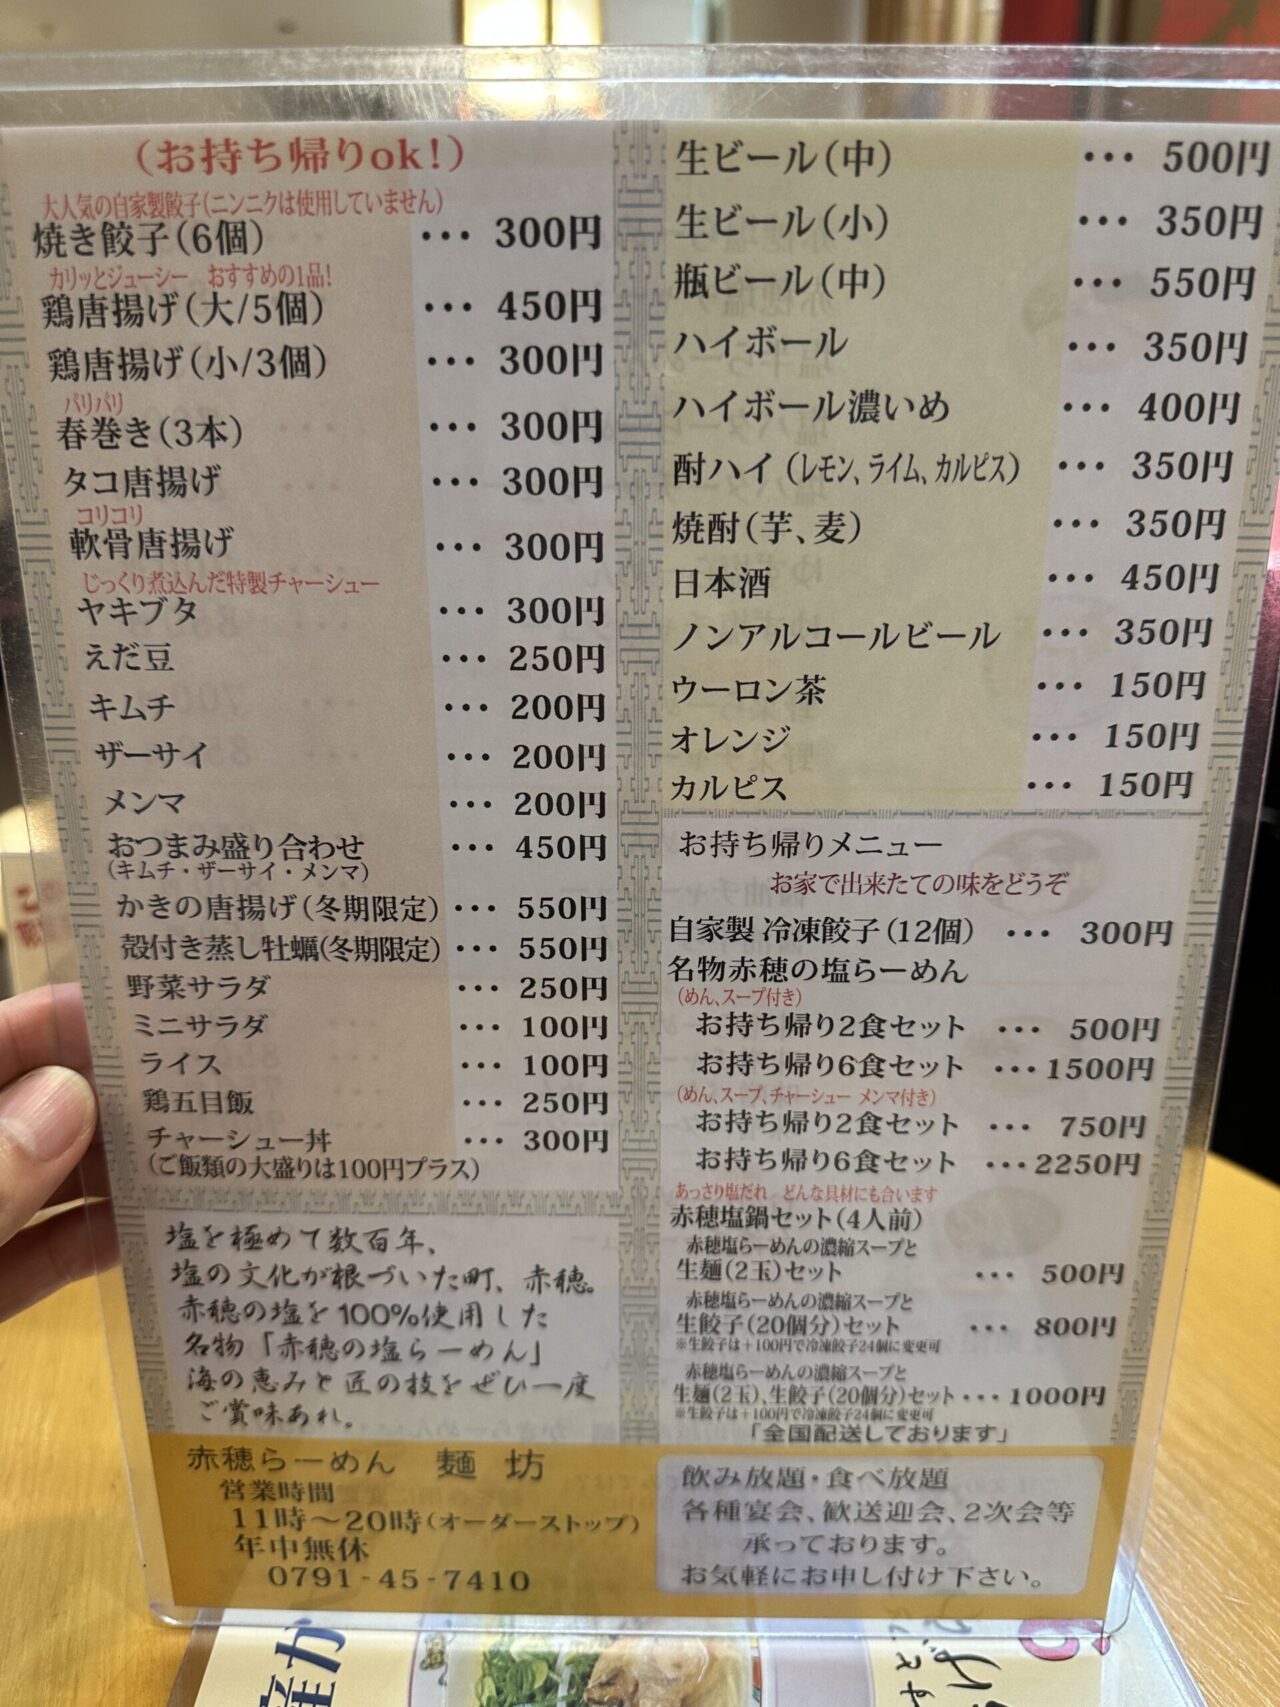 (お持ち帰りok!)
大人気の自家製餃子(ニンニクは使用していません)
焼き餃子(6個) ••• 300円
カリッとジューシー おすすめの1品!
鶏唐揚げ(大/5個) ••• 450円
鶏唐揚げ(小/3個) ••• 300円
パリパリ
春巻き(3本) ••• 300円
タコ唐揚げ ••• 300円
コリコリ
軟骨唐揚げ ••• 300円
じっくり煮込んだ特製チャーシュー
ヤキブタ ••• 300円
えだ豆 ••• 250円
キムチ ••• 200円
ザーサイ ••• 200円
メンマ ••• 200円
おつまみ盛り合わせ ••• 450円
(キムチ・ザーサイ・メンマ)
かきの唐揚げ(冬期限定) ••• 550円
殻付き蒸し牡蠣(冬期限定) ••• 550円
野菜サラダ ••• 250円
ミニサラダ ••• 100円
ライス ••• 100円
鶏五目飯 ••• 250円
チャーシュー丼 ••• 300円
(ご飯類の大盛りは100円プラス)
塩を極めて数百年、
塩の文化が根づいた町、赤穂。
赤穂の塩を100%使用した
名物「赤穂の塩らーめん」
海の恵みと匠の技をぜひ一度
ご賞味あれ。
赤穂らーめん 麺坊
営業時間
11時〜20時(オーダーストップ)
年中無休
0791-45-7410
生ビール(中) ••• 500円
生ビール(小) ••• 350円
瓶ビール(中) ••• 550円
ハイボール ••• 350円
ハイボール濃いめ ••• 400円
酎ハイ(レモン、ライム、カルピス) ••• 350円
焼酎(芋、麦) ••• 350円
日本酒 ••• 450円
ノンアルコールビール ••• 350円
ウーロン茶 ••• 150円
オレンジ ••• 150円
カルピス ••• 150円
お持ち帰りメニュー
お家で出来たての味をどうぞ
自家製 冷凍餃子(12個) ••• 300円
名物赤穂の塩らーめん
(めん、スープ付き)
お持ち帰り2食セット ••• 500円
お持ち帰り6食セット •••1500円
(めん、スープ、チャーシュー メンマ付き)
お持ち帰り2食セット ••• 750円
お持ち帰り6食セット •••2250円
あっさり塩だれ どんな具材にも合います
赤穂塩鍋セット(4人前)
赤穂塩らーめんの濃縮スープと
生麺(2玉)セット ••• 500円
赤穂塩らーめんの濃縮スープと
生餃子(20個分)セット ••• 800円
※生餃子は+100円で冷凍餃子24個に変更可
赤穂塩らーめんの濃縮スープと
生麺(2玉)、生餃子(20個分)セット •••1000円
※生餃子は+100円で冷凍餃子24個に変更可
「全国配送しております」
飲み放題・食べ放題
各種宴会、歓送迎会、2次会等
承っております。
お気軽にお申し付け下さい。